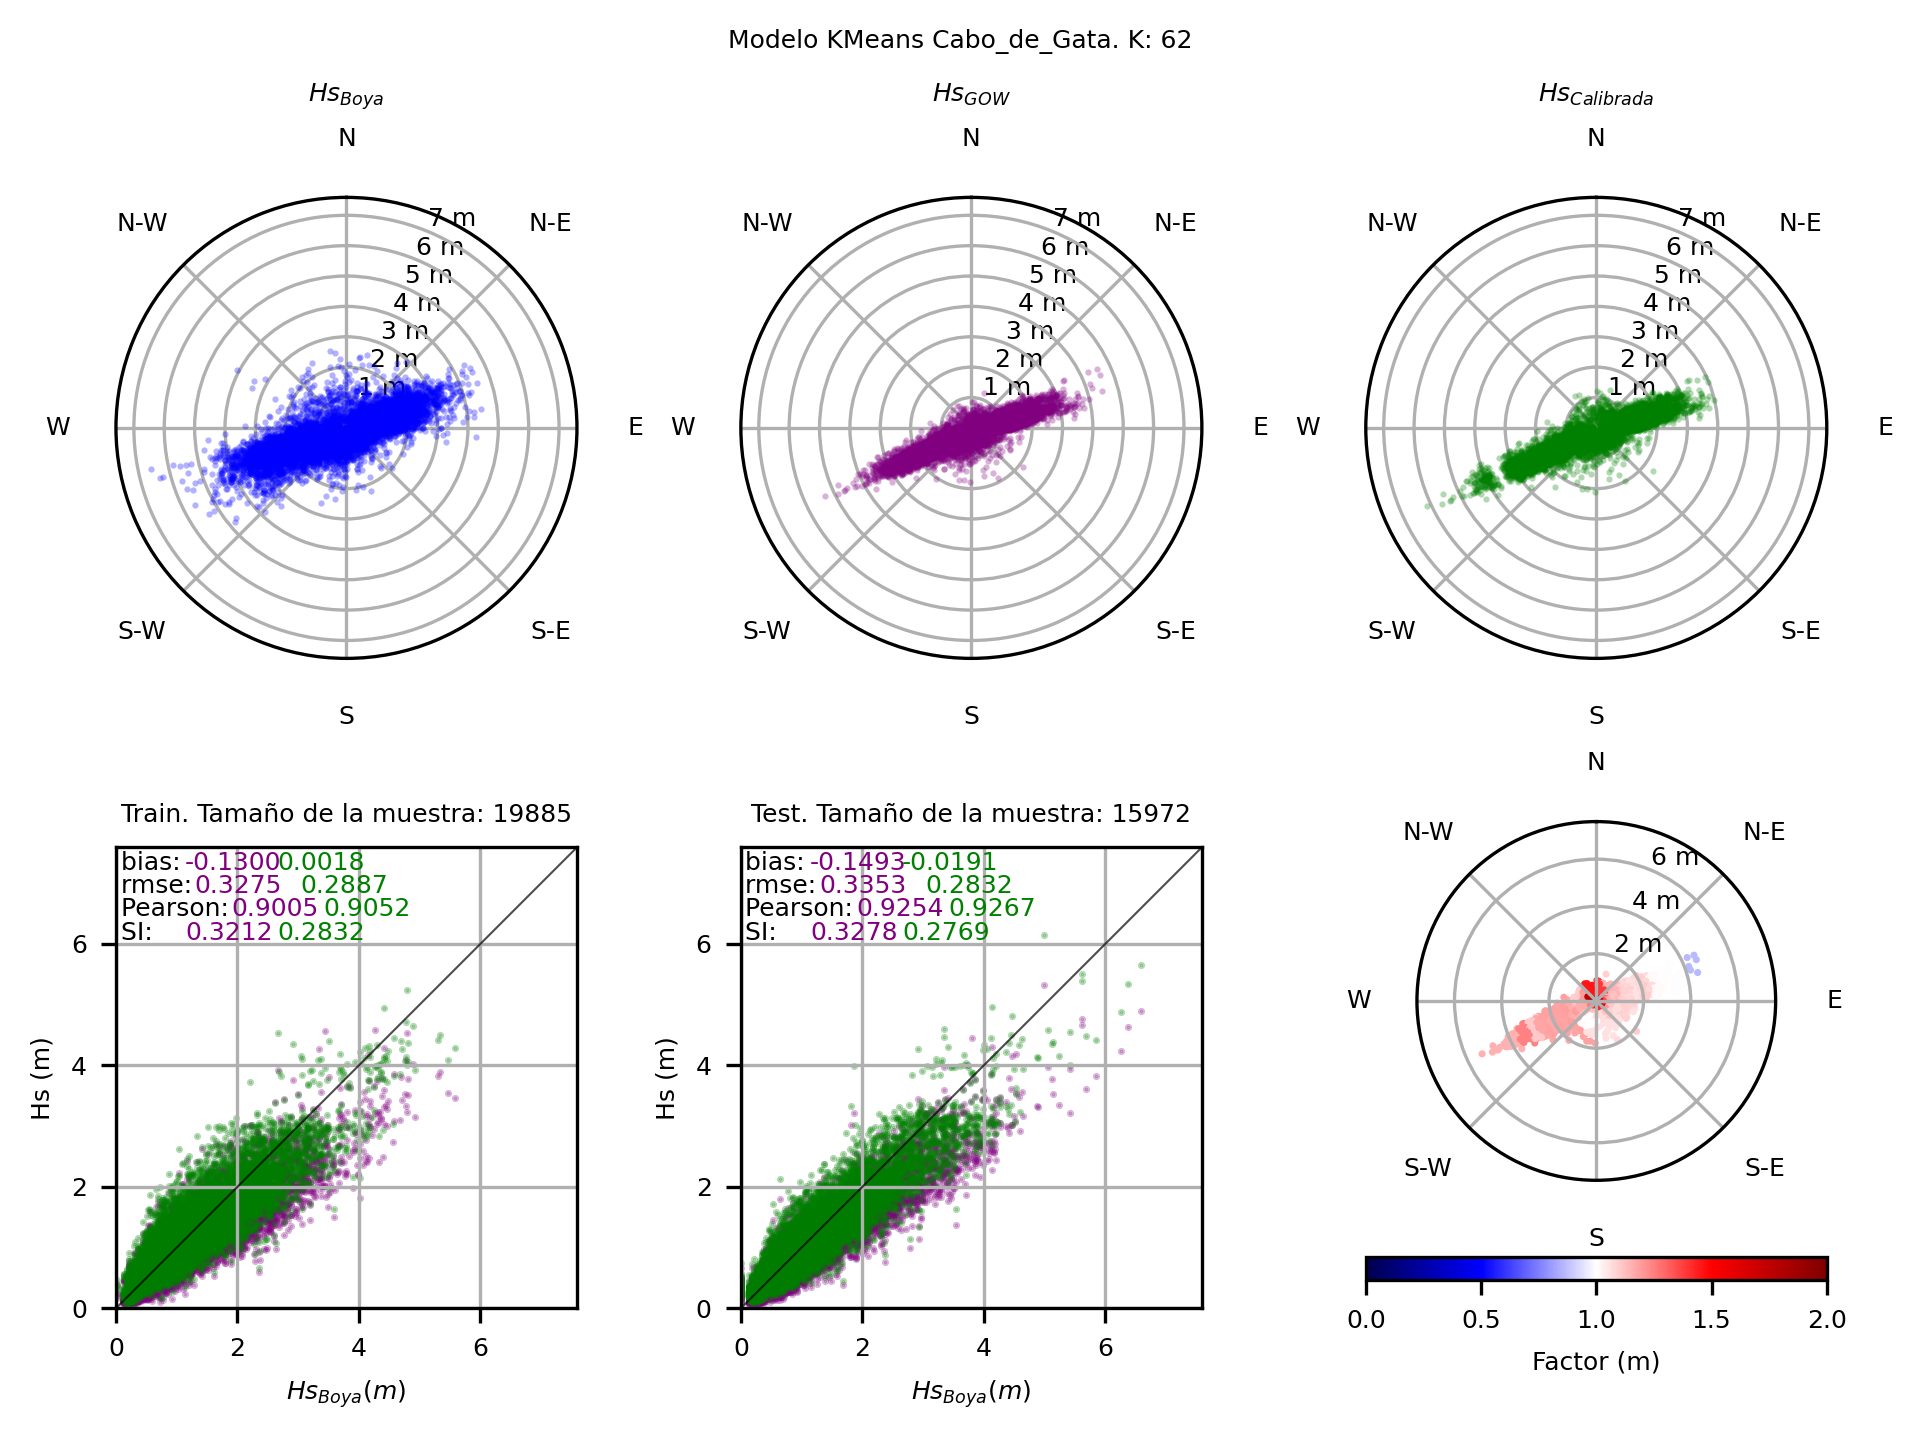 Modelo KMeans Cabo_de_Gata. K: 62
Hs_Boya
N
N-W
N-E
7 m
6 m
5 m
4 m
3 m
2 m
1 m
W
E
S-W
S-E
S
Hs_GOW
N
N-W
N-E
7 m
6 m
5 m
4 m
3 m
2 m
1 m
W
E
S-W
S-E
S
Hs_Calibrada
N
N-W
N-E
7 m
6 m
5 m
4 m
3 m
2 m
1 m
W
E
S-W
S-E
S
Train. Tamaño de la muestra: 19885
bias: -0.1300 0.0018
rmse: 0.3275 0.2887
Pearson: 0.9005 0.9052
SI: 0.3212 0.2832
Hs (m)
6
4
2
0
0 2 4 6
Hs_Boya(m)
Test. Tamaño de la muestra: 15972
bias: -0.1493 -0.0191
rmse: 0.3353 0.2832
Pearson: 0.9254 0.9267
SI: 0.3278 0.2769
Hs (m)
6
4
2
0
0 2 4 6
Hs_Boya(m)
N
N-W
N-E
6 m
4 m
2 m
W
E
S-W
S-E
S
0.0 0.5 1.0 1.5 2.0
Factor (m)